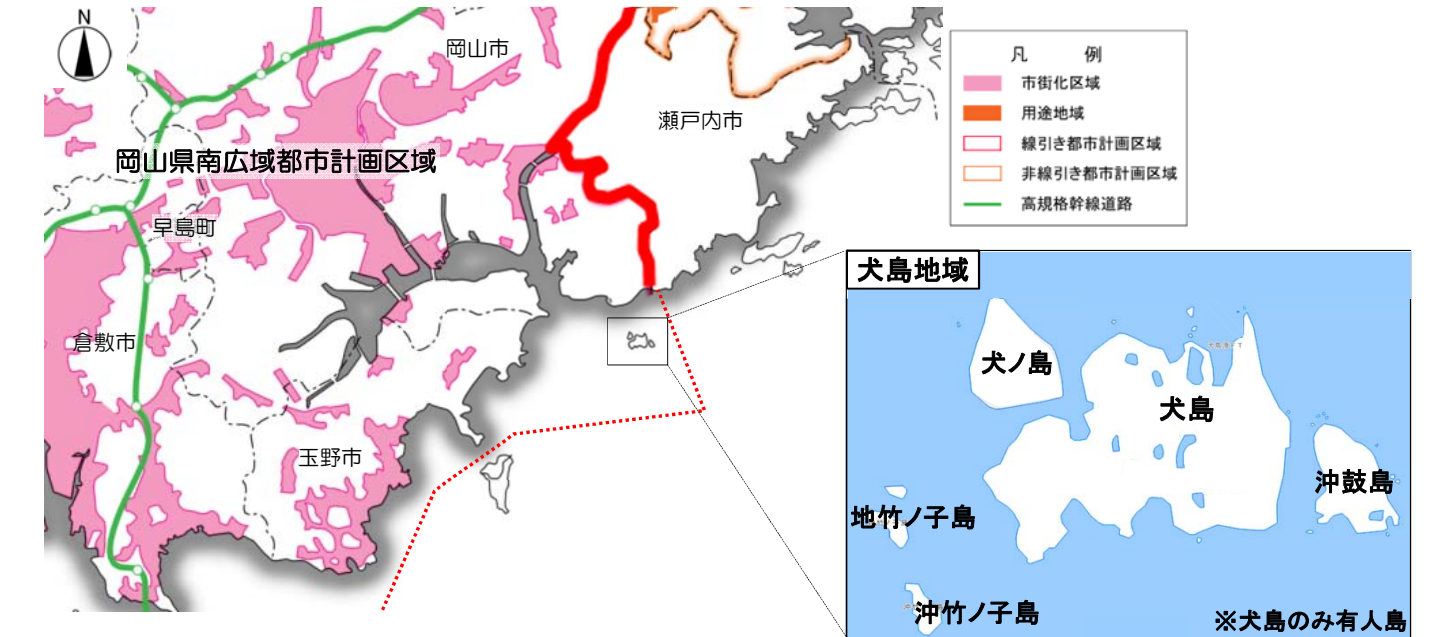 N
岡山市
瀬戸内市
岡山県南広域都市計画区域
早島町
倉敷市
玉野市
凡 例
市街化区域
用途地域
線引き都市計画区域
非線引き都市計画区域
高規格幹線道路
犬島地域
犬ノ島
犬島
沖鼓島
地竹ノ子島
沖竹ノ子島
※犬島のみ有人島